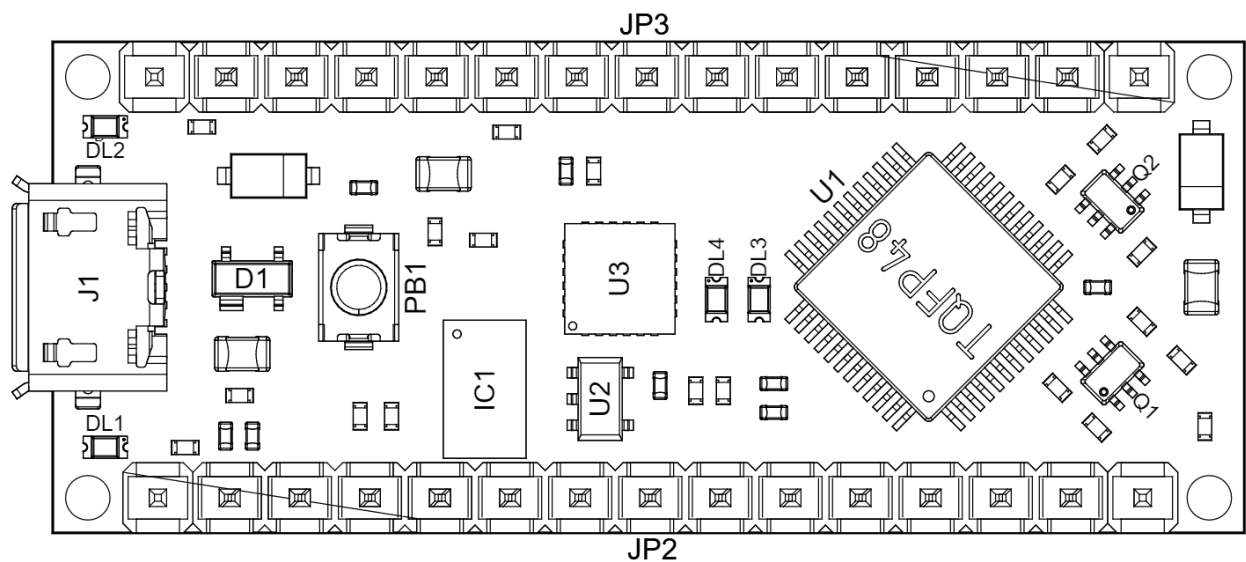 JP3
DL2
Q2
U1
J1
D1
PB1
U3
DL4
DL3
TQFP48
IC1
U2
DL1
Q1
JP2